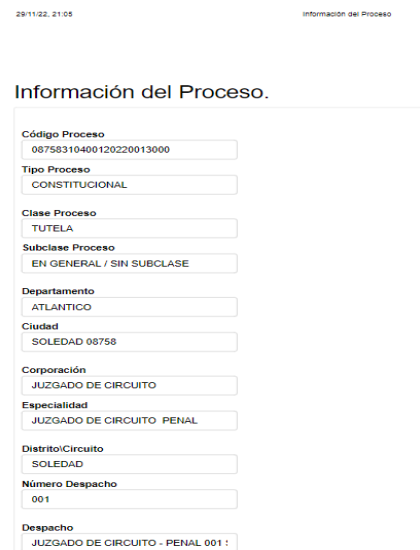 29/11/22, 21:05 Información del Proceso
Información del Proceso.
Código Proceso
08758310400120220013000
Tipo Proceso
CONSTITUCIONAL
Clase Proceso
TUTELA
Subclase Proceso
EN GENERAL / SIN SUBCLASE
Departamento
ATLANTICO
Ciudad
SOLEDAD 08758
Corporación
JUZGADO DE CIRCUITO
Especialidad
JUZGADO DE CIRCUITO PENAL
Distrito\Circuito
SOLEDAD
Número Despacho
001
Despacho
JUZGADO DE CIRCUITO - PENAL 001